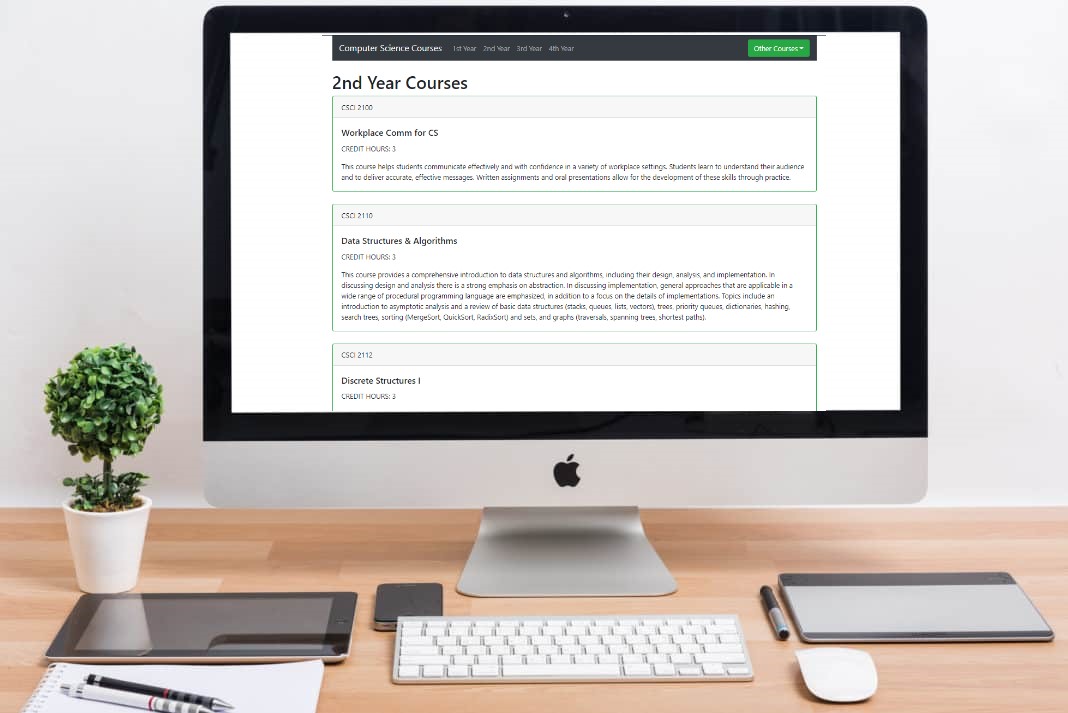 Computer Science Courses 1st Year 2nd Year 3rd Year 4th Year Other Courses
2nd Year Courses
CSCI 2100
Workplace Comm for CS
CREDIT HOURS: 3
This course helps students communicate effectively and with confidence in a variety of workplace settings. Students learn to understand their audience
and to deliver accurate, effective messages. Written assignments and oral presentations allow for the development of these skills through practice.
CSCI 2110
Data Structures & Algorithms
CREDIT HOURS: 3
This course provides a comprehensive introduction to data structures and algorithms, including their design, analysis, and implementation. In
discussing design and analysis there is a strong emphasis on abstraction. In discussing implementation, general approaches that are applicable in a
wide range of procedural programming language are emphasized, in addition to a focus on the details of implementations. Topics include an
introduction to asymptotic analysis and a review of basic data structures (stacks, queues, lists, vectors), trees, priority queues, dictionaries, hashing,
search trees, sorting (MergeSort, QuickSort, RadixSort) and sets, and graphs (traversals, spanning trees, shortest paths).
CSCI 2112
Discrete Structures I
CREDIT HOURS: 3